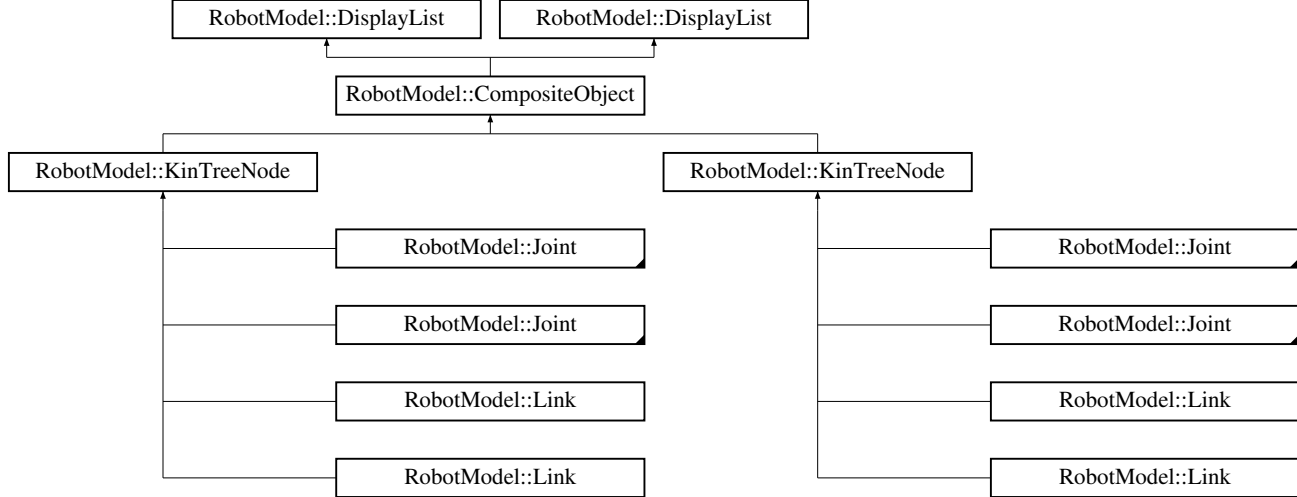 RobotModel::DisplayList
RobotModel::DisplayList
RobotModel::CompositeObject
RobotModel::KinTreeNode
RobotModel::KinTreeNode
RobotModel::Joint
RobotModel::Joint
RobotModel::Joint
RobotModel::Joint
RobotModel::Link
RobotModel::Link
RobotModel::Link
RobotModel::Link